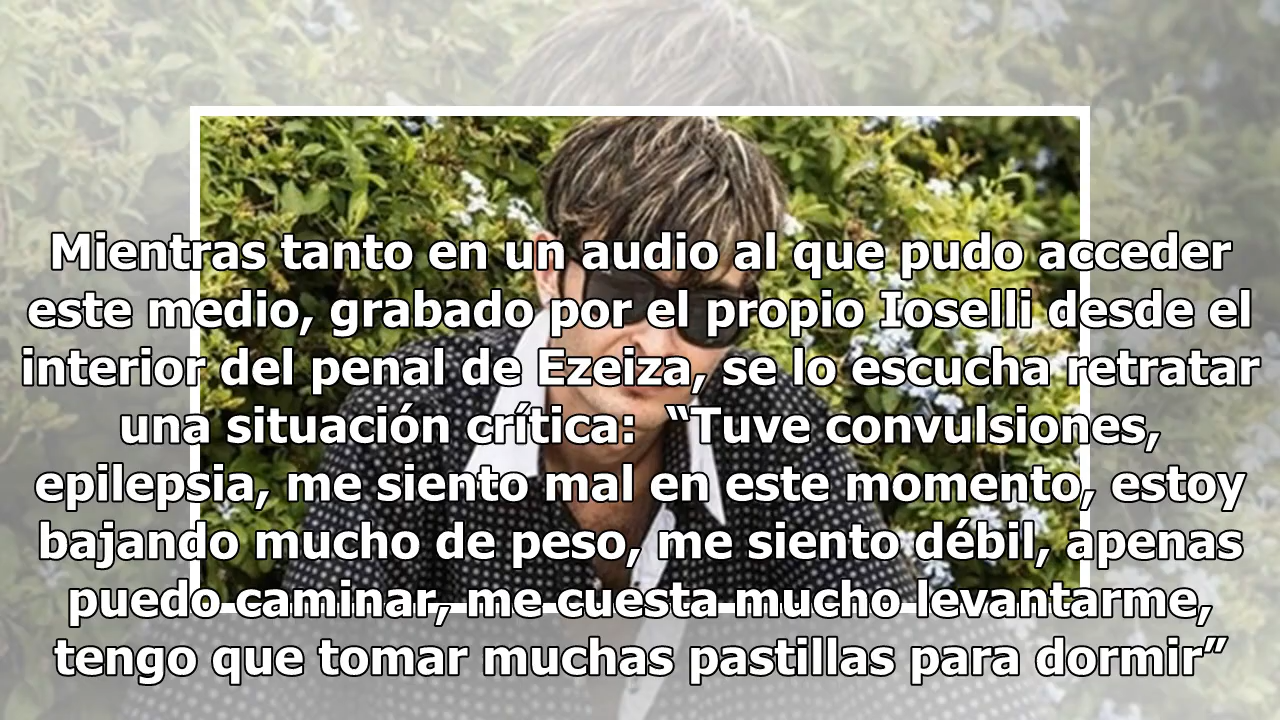 Mientras tanto en un audio al que pudo acceder
este medio, grabado por el propio Ioselli desde el
interior del penal de Ezeiza, se lo escucha retratar
una situación crítica:  “Tuve convulsiones,
epilepsia, me siento mal en este momento, estoy
bajando mucho de peso, me siento débil, apenas
puedo caminar, me cuesta mucho levantarme,
tengo que tomar muchas pastillas para dormir”